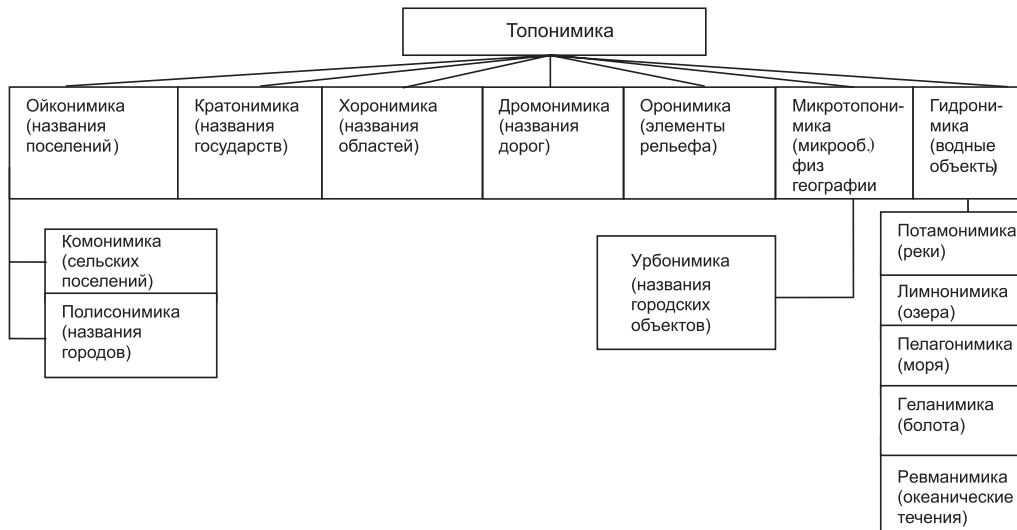 Топонимика
Ойконимика
(названия
поселений)
Кратонимика
(названия
государств)
Хоронимика
(названия
областей)
Дромонимика
(названия
дорог)
Оронимика
(элементы
рельефа)
Микротопони-
мика
(микрооб.)
физ
географии
Гидрони-
мика
(водные
объекты)
Комонимика
(сельских
поселений)
Полисонимика
(названия
городов)
Урбонимика
(названия
городских
объектов)
Потамонимика
(реки)
Лимнонимика
(озера)
Пелагонимика
(моря)
Геланимика
(болота)
Ревманимика
(океанические
течения)